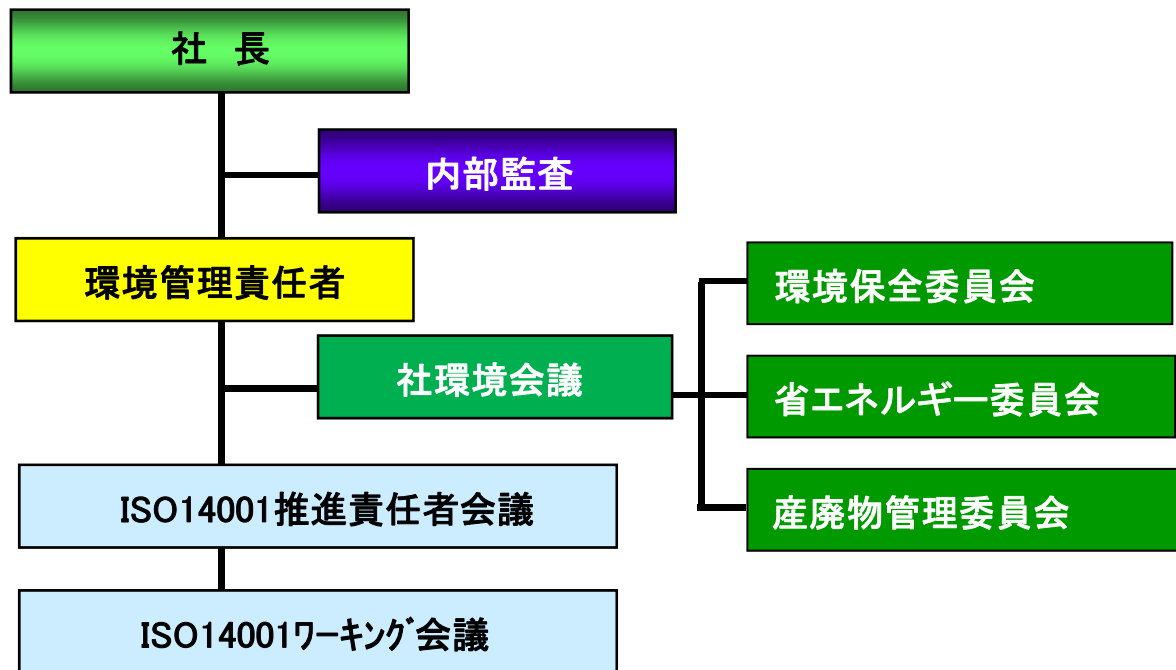 社 長
内部監査
環境管理責任者
環境保全委員会
社環境会議
省エネルギー委員会
ISO14001推進責任者会議
産廃物管理委員会
ISO14001ワーキング会議